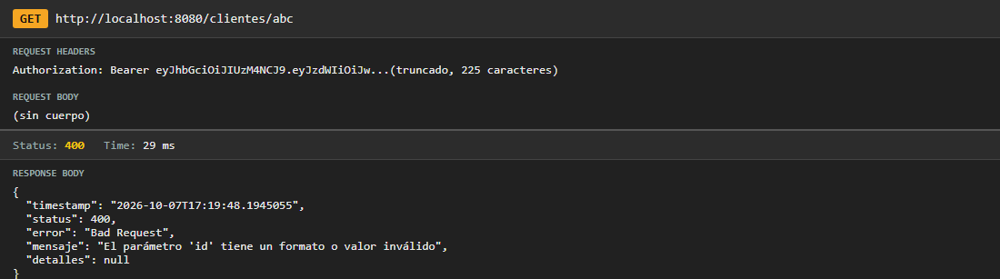 GET http://localhost:8080/clientes/abc
REQUEST HEADERS
Authorization: Bearer eyJhbGciOiJIUzM4NCJ9.eyJzdWIiOiJw...(truncado, 225 caracteres)
REQUEST BODY
(sin cuerpo)
Status: 400 Time: 29 ms
RESPONSE BODY
{
  "timestamp": "2026-10-07T17:19:48.1945055",
  "status": 400,
  "error": "Bad Request",
  "mensaje": "El parámetro 'id' tiene un formato o valor inválido",
  "detalles": null
}